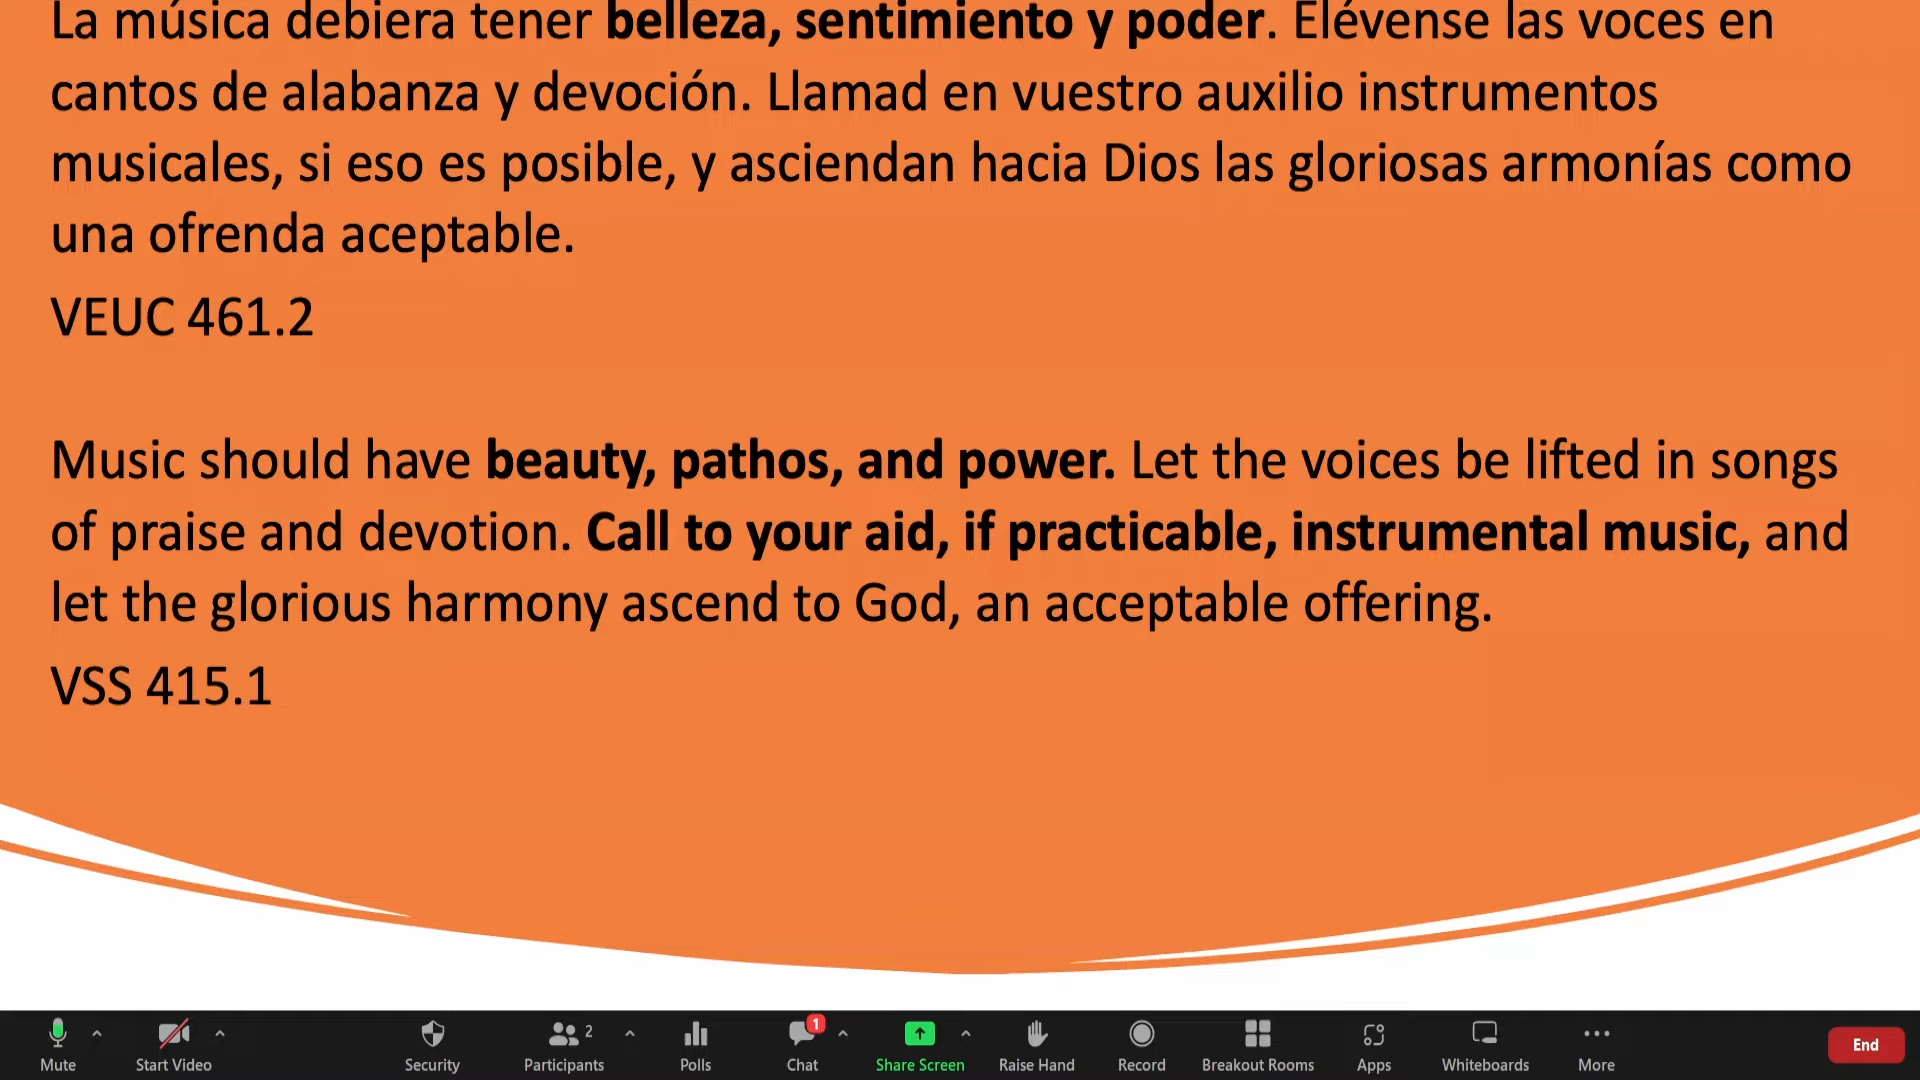 La música debiera tener belleza, sentimiento y poder. Elévense las voces en
cantos de alabanza y devoción. Llamad en vuestro auxilio instrumentos
musicales, si eso es posible, y asciendan hacia Dios las gloriosas armonías como
una ofrenda aceptable.
VEUC 461.2
Music should have beauty, pathos, and power. Let the voices be lifted in songs
of praise and devotion. Call to your aid, if practicable, instrumental music, and
let the glorious harmony ascend to God, an acceptable offering.
VSS 415.1
2
1
Mute Start Video Security Participants Polls Chat Share Screen Raise Hand Record Breakout Rooms Apps Whiteboards More End